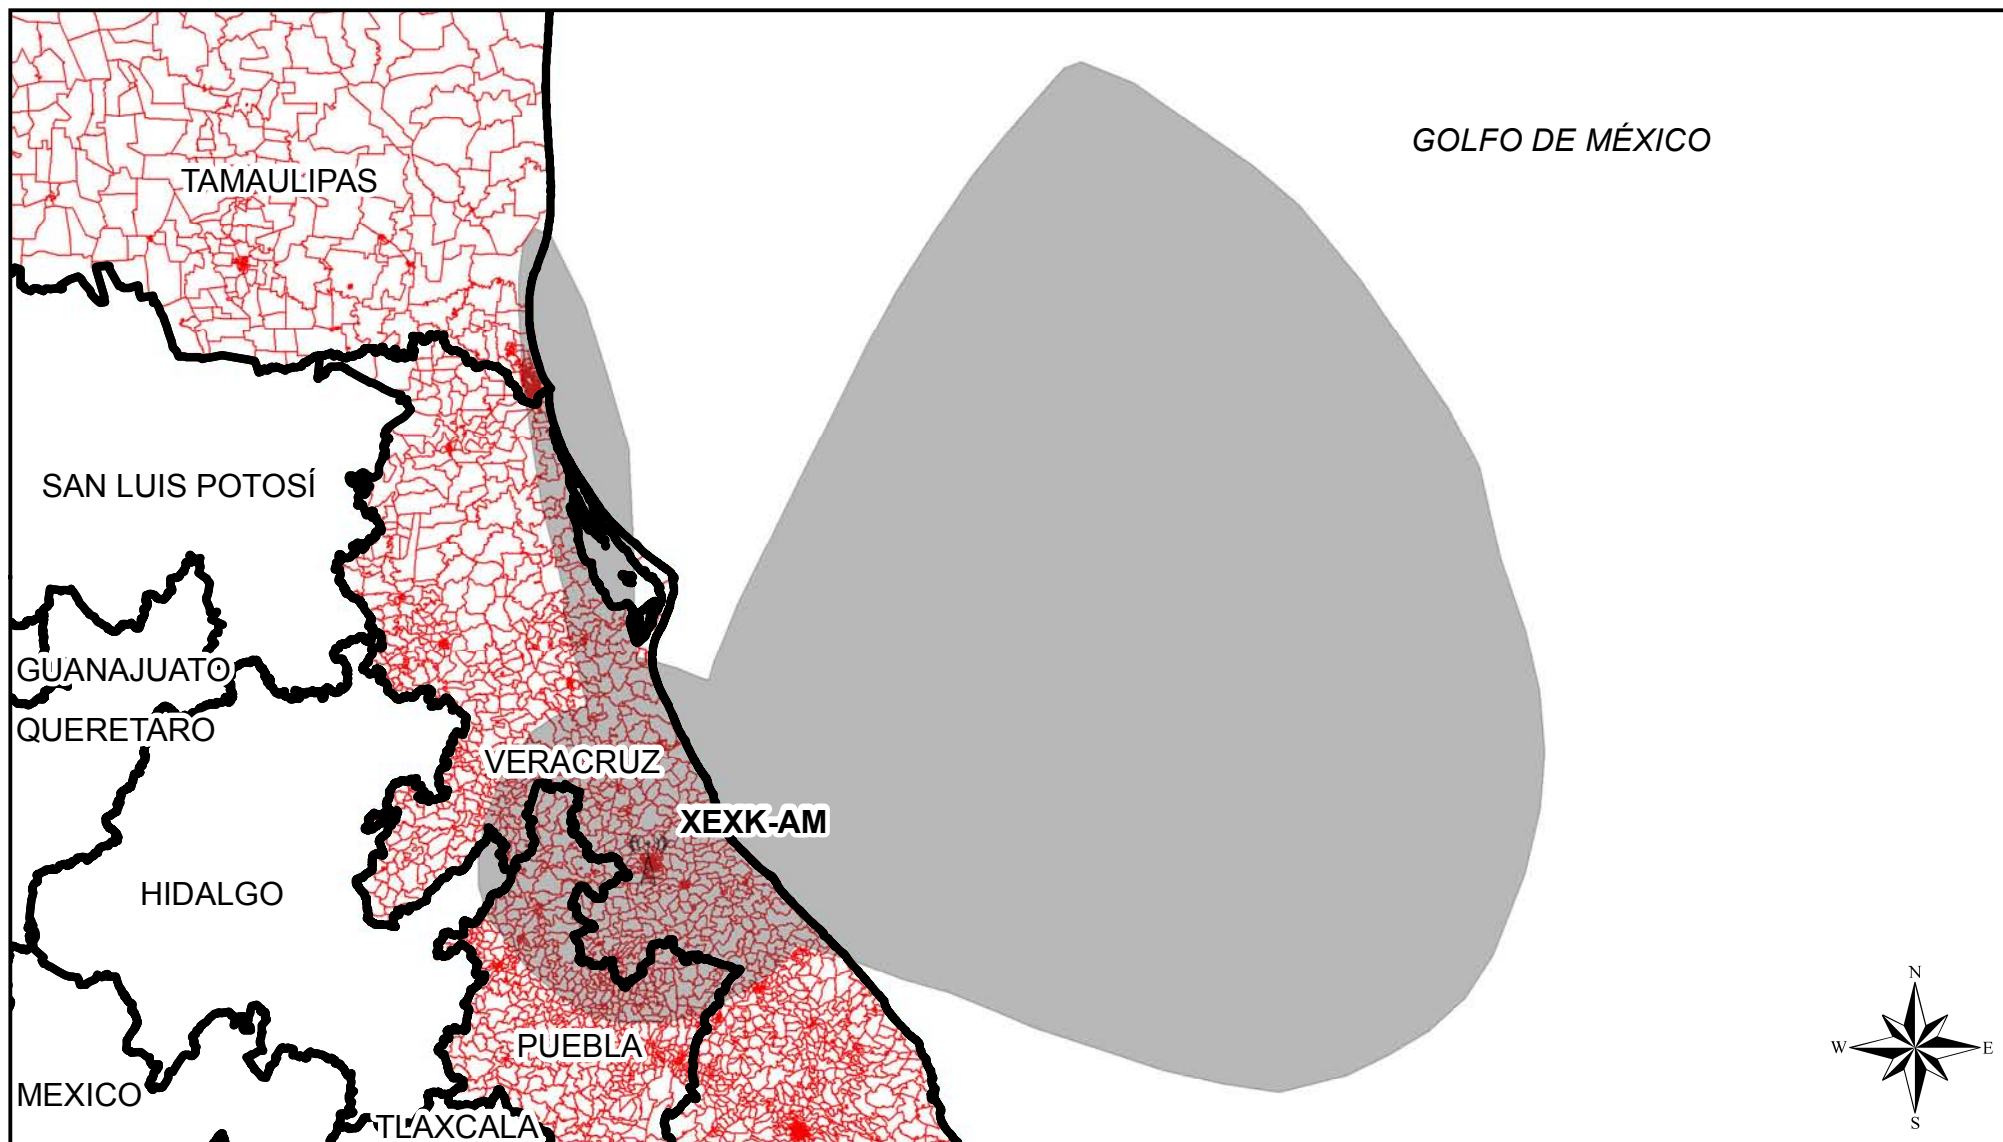 GOLFO DE MÉXICO
TAMAULIPAS
SAN LUIS POTOSÍ
GUANAJUATO
QUERETARO
VERACRUZ
XEXK-AM
HIDALGO
PUEBLA
MEXICO
TLAXCALA
N
W
E
S